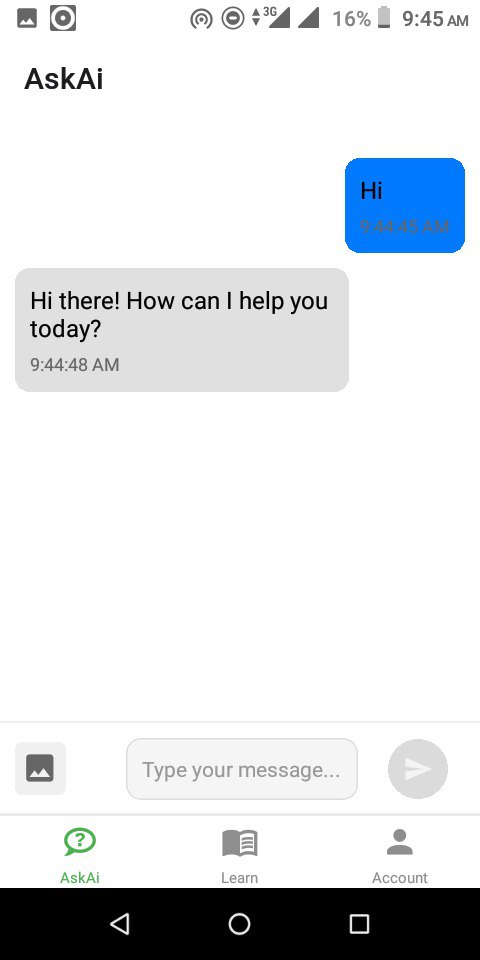 3G 16% 9:45 AM
AskAi
Hi
9:44:45 AM
Hi there! How can I help you
today?
9:44:48 AM
Type your message...
AskAi Learn Account